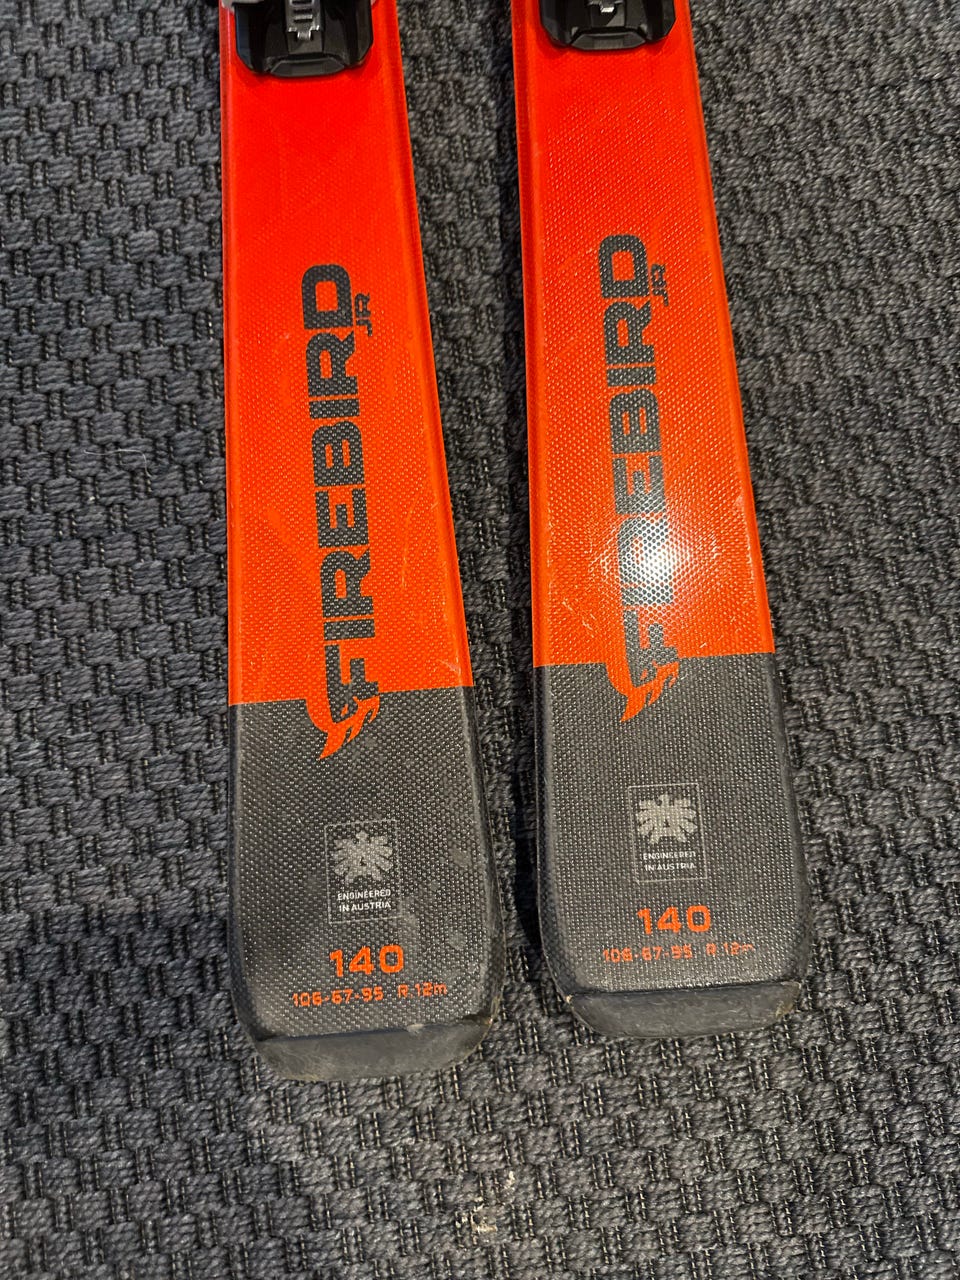 FIREBIRD
JR
ENGINEERED
IN AUSTRIA
140
106-67-95 R 12m
FIREBIRD
JR
ENGINEERED
IN AUSTRIA
140
106-67-95 R 12m